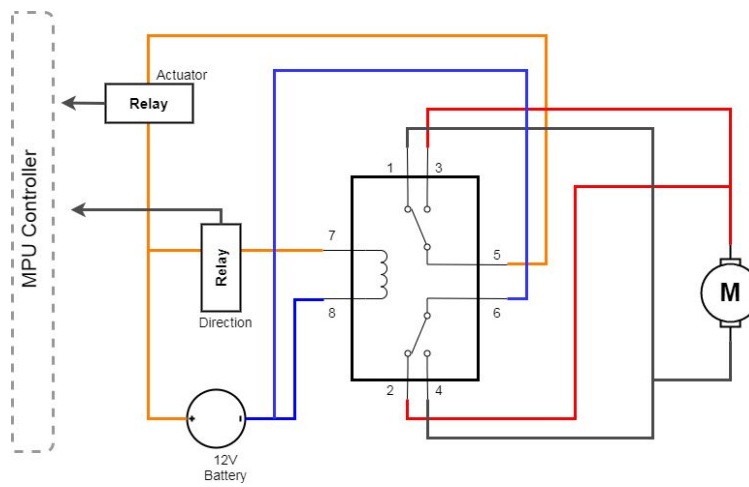 MPU Controller
Actuator
Relay
1
3
7
5
Relay
8
6
Direction
2
4
M
+
-
12V
Battery